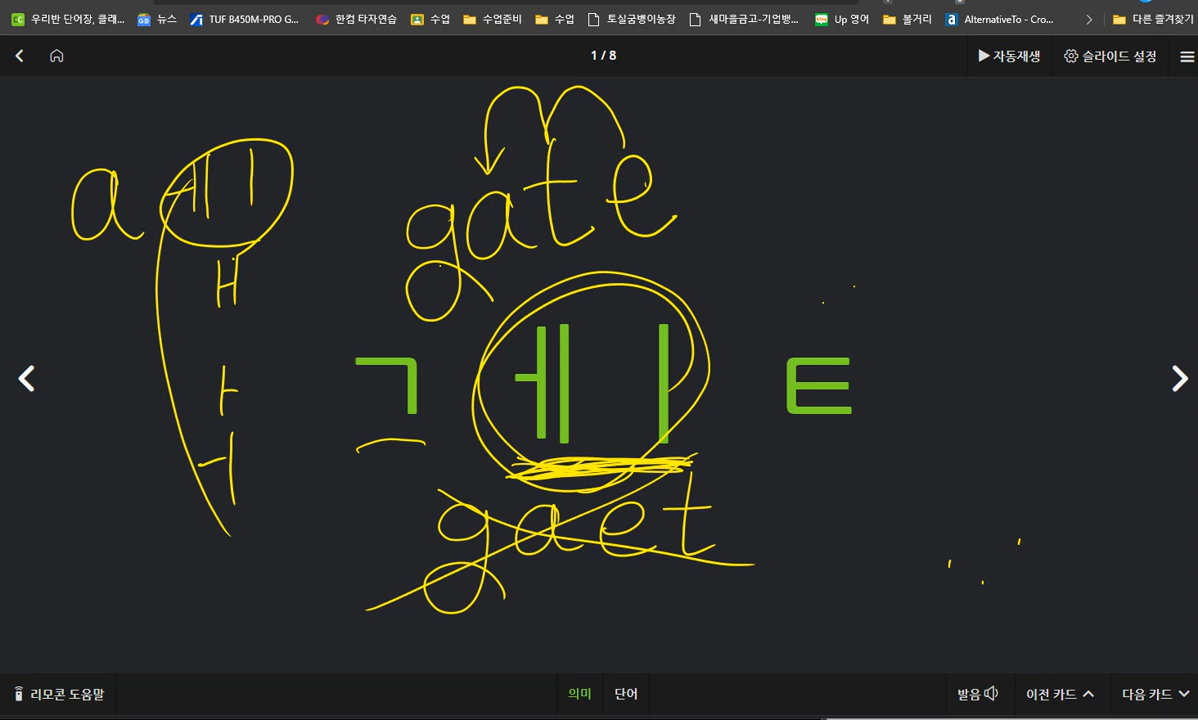 우리반 단어장, 클래... 뉴스 TUF B450M-PRO G... 한컴 타자연습 수업 수업준비 수업 토실굼벵이농장 새마을금고-기업뱅... Up 영어 볼거리 AlternativeTo - Cro... 다른 즐겨찾기
1 / 8 자동재생 슬라이드 설정
gate
a ㅔㅣ
ㅐ
ㅏ
ㅓ
ㄱ ㅔㅣ ㅌ
gaet
리모콘 도움말 의미 단어 발음 이전 카드 다음 카드